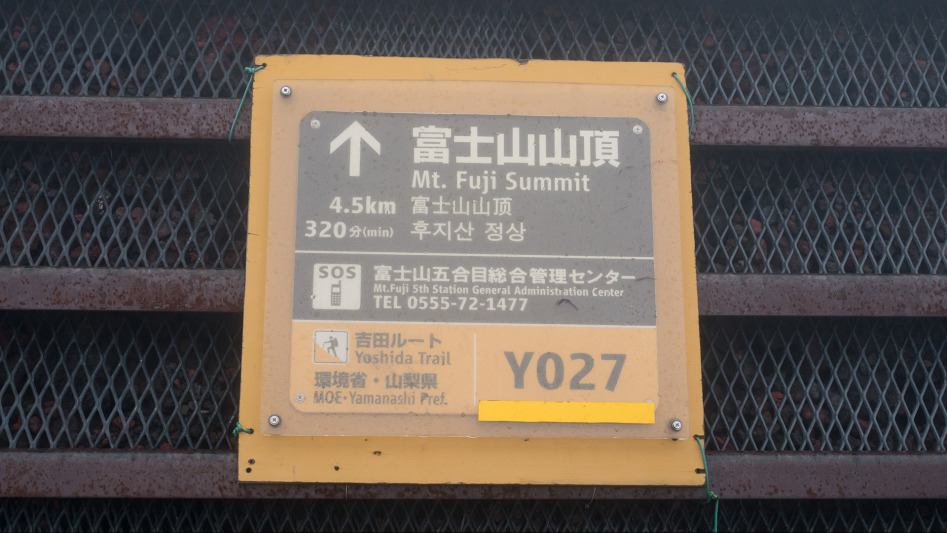 ↑ 富士山山頂
Mt. Fuji Summit
4.5km 富士山山顶
320分(min) 후지산 정상
SOS 富士山五合目総合管理センター
Mt.Fuji 5th Station General Administration Center
TEL 0555-72-1477
吉田ルート
Yoshida Trail
環境省・山梨県
MOE・Yamanashi Pref.
Y027